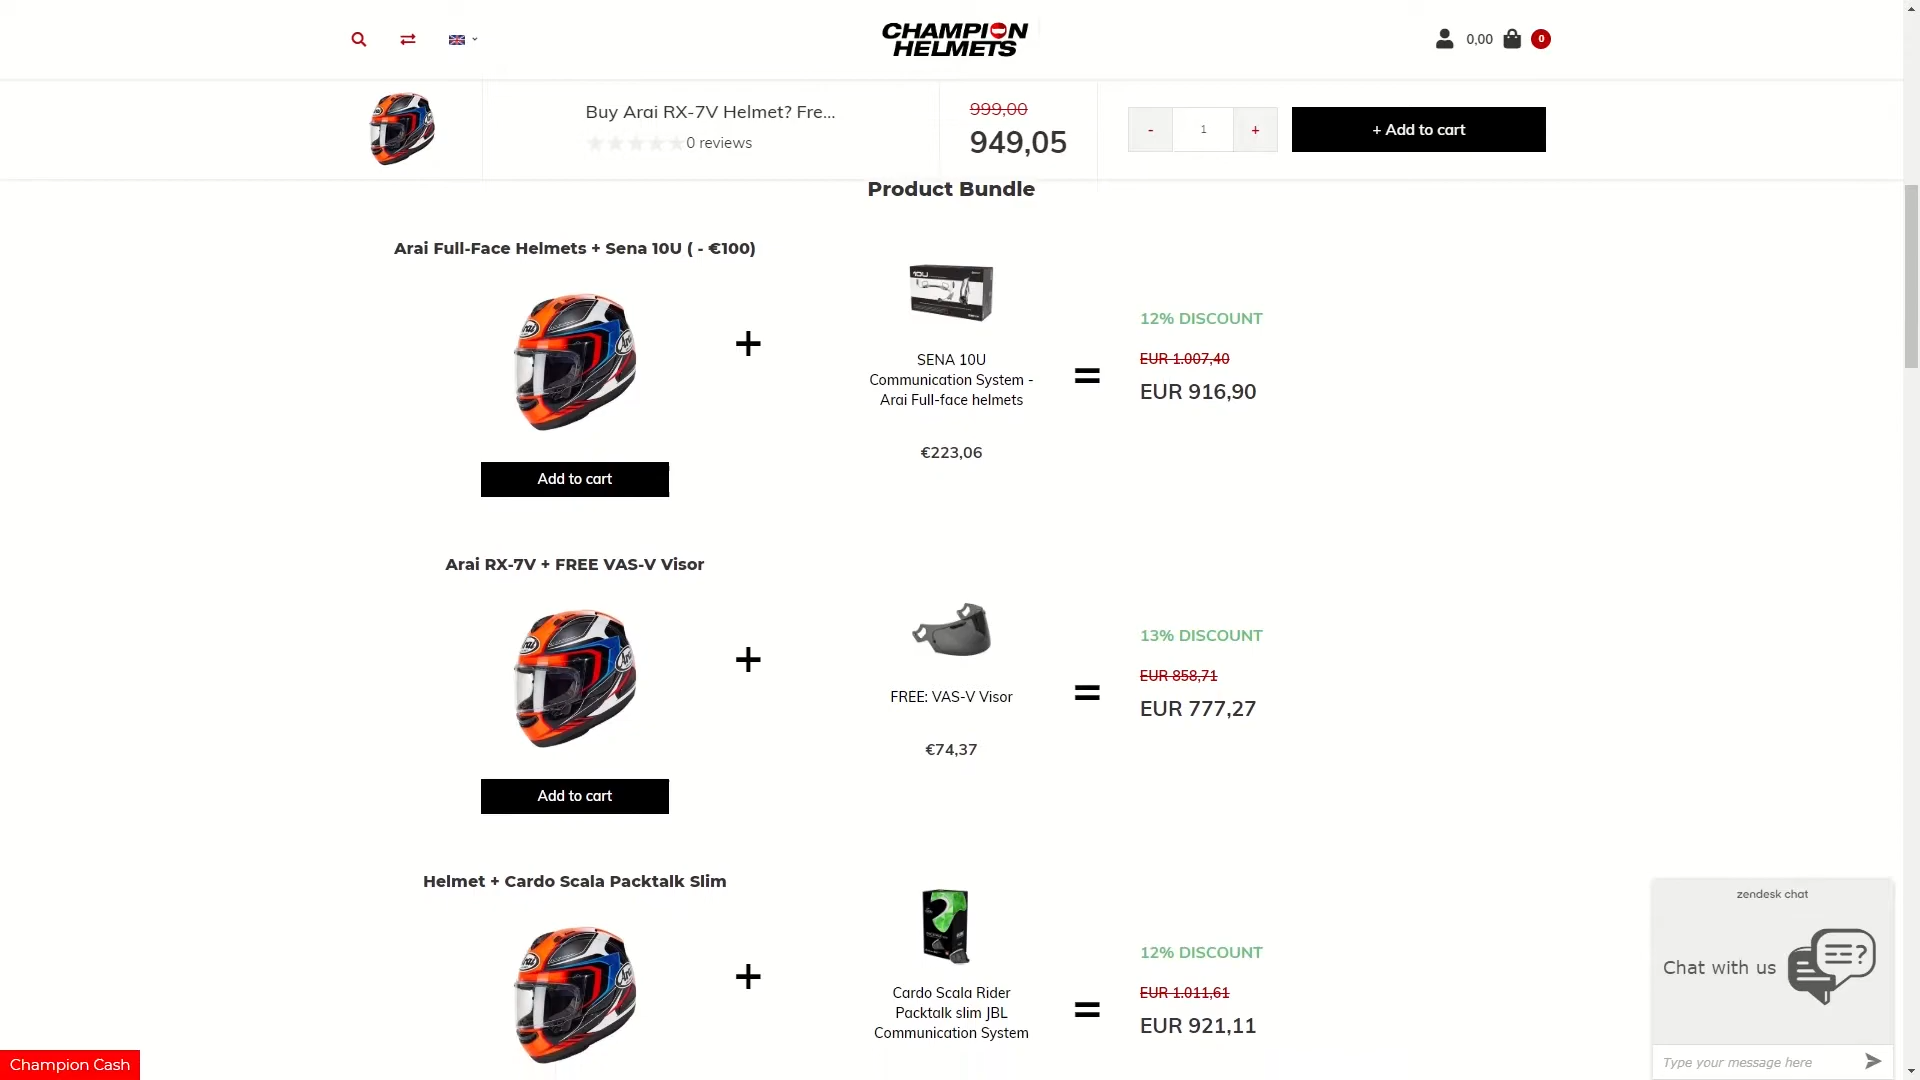 CHAMPION
HELMETS
0,00
0
Buy Arai RX-7V Helmet? Fre...
0 reviews
999,00
949,05
-
1
+
+ Add to cart
Product Bundle
Arai Full-Face Helmets + Sena 10U ( - €100)
+
10U
SENA 10U
Communication System -
Arai Full-face helmets
€223,06
=
12% DISCOUNT
EUR 1.007,40
EUR 916,90
Add to cart
Arai RX-7V + FREE VAS-V Visor
+
FREE: VAS-V Visor
€74,37
=
13% DISCOUNT
EUR 858,71
EUR 777,27
Add to cart
Helmet + Cardo Scala Packtalk Slim
+
Cardo Scala Rider
Packtalk slim JBL
Communication System
=
12% DISCOUNT
EUR 1.011,61
EUR 921,11
zendesk chat
Chat with us
Type your message here
Champion Cash